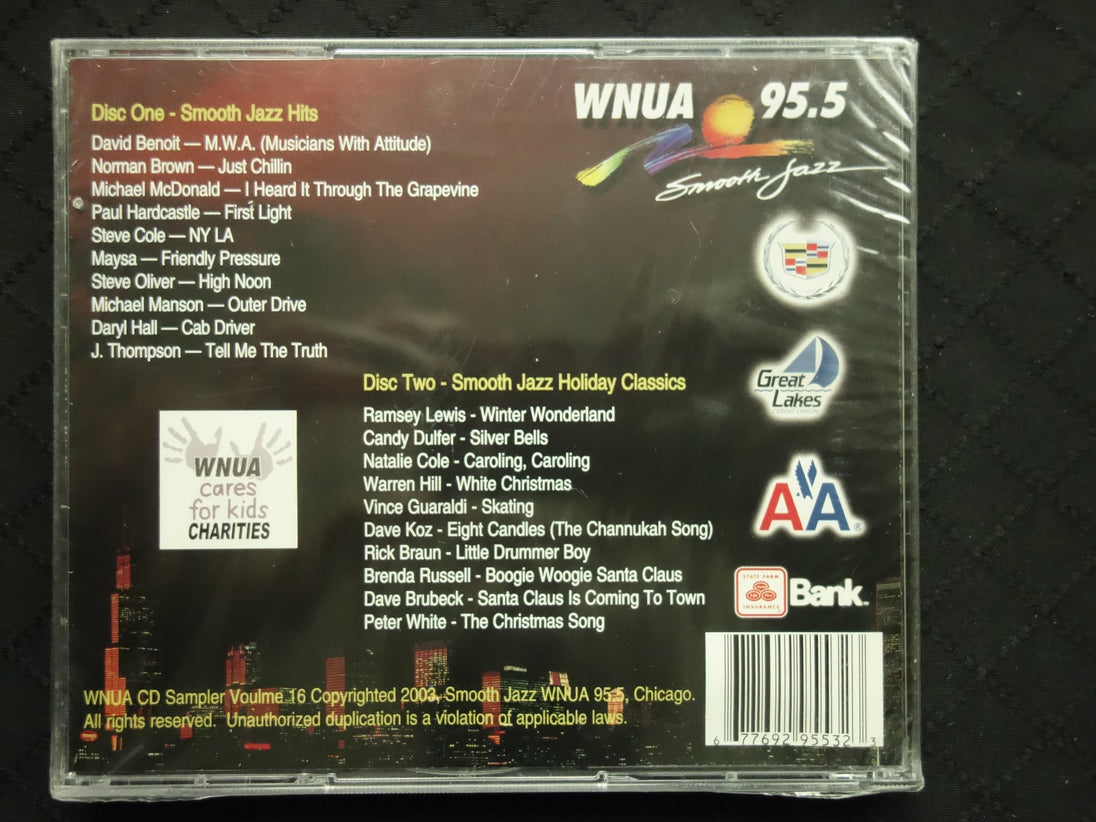 Disc One - Smooth Jazz Hits
David Benoit — M.W.A. (Musicians With Attitude)
Norman Brown — Just Chillin
Michael McDonald — I Heard It Through The Grapevine
Paul Hardcastle — First Light
Steve Cole — NY LA
Maysa — Friendly Pressure
Steve Oliver — High Noon
Michael Manson — Outer Drive
Daryl Hall — Cab Driver
J. Thompson — Tell Me The Truth
WNUA 95.5
Smooth Jazz
Great
Lakes
CREDIT UNION
AA®
STATE FARM
INSURANCE
Bank.
Disc Two - Smooth Jazz Holiday Classics
Ramsey Lewis - Winter Wonderland
Candy Dulfer - Silver Bells
Natalie Cole - Caroling, Caroling
Warren Hill - White Christmas
Vince Guaraldi - Skating
Dave Koz - Eight Candles (The Channukah Song)
Rick Braun - Little Drummer Boy
Brenda Russell - Boogie Woogie Santa Claus
Dave Brubeck - Santa Claus Is Coming To Town
Peter White - The Christmas Song
WNUA
cares
for kids
CHARITIES
WNUA CD Sampler Voulme 16 Copyrighted 2003, Smooth Jazz WNUA 95.5, Chicago.
All rights reserved. Unauthorized duplication is a violation of applicable laws.
6 77692 95532 3